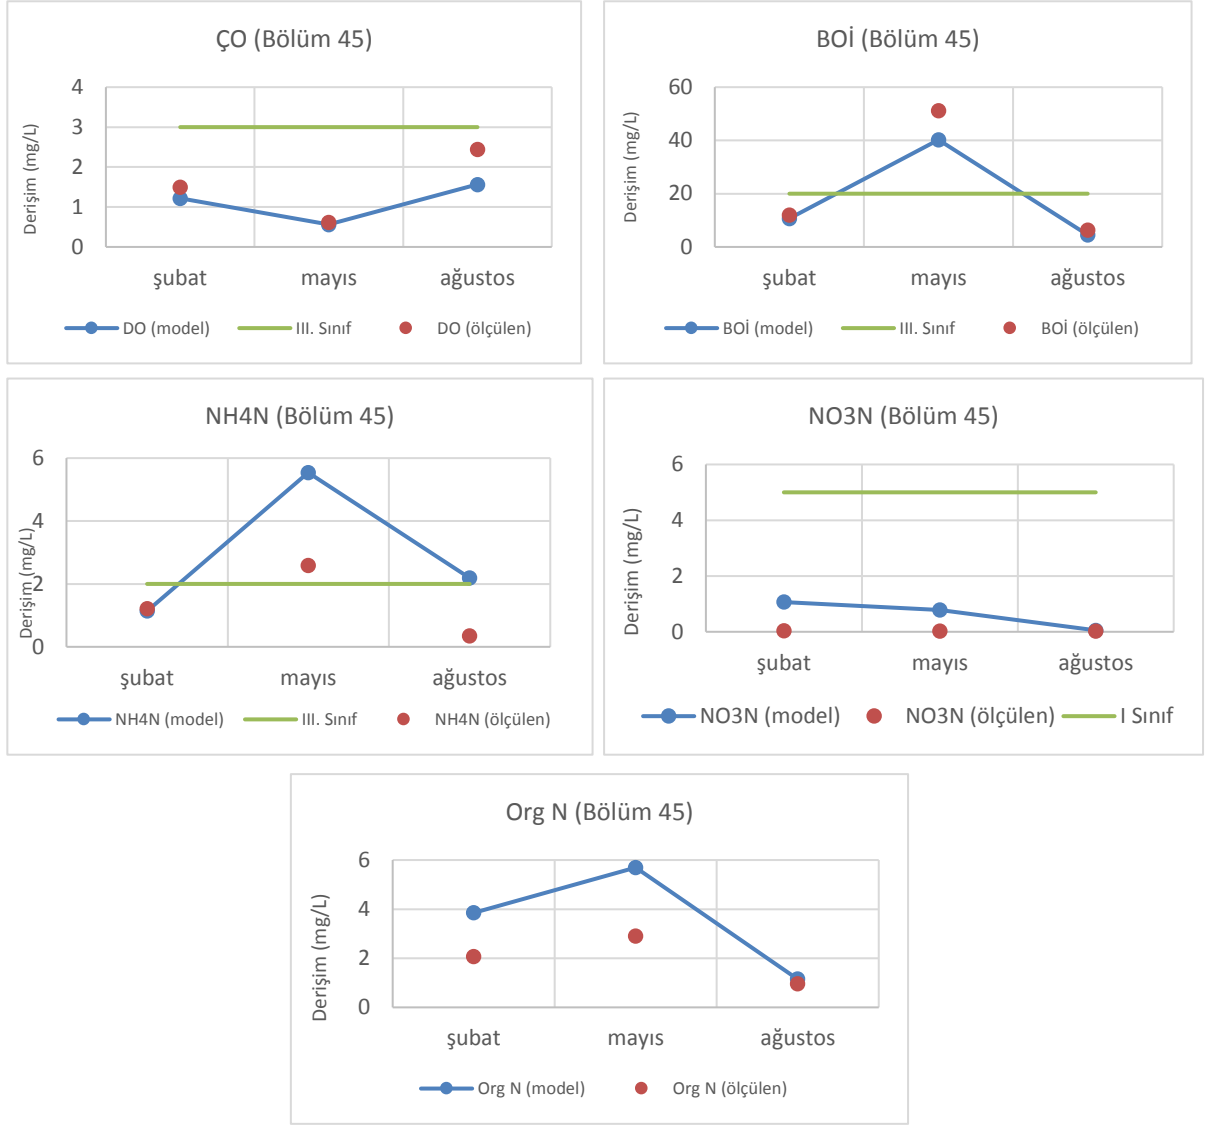 ÇO (Bölüm 45)
Derişim (mg/L)
4
3
2
1
0
şubat mayıs ağustos
DO (model) III. Sınıf DO (ölçülen)
BOİ (Bölüm 45)
Derişim (mg/L)
60
40
20
0
şubat mayıs ağustos
BOİ (model) III. Sınıf BOİ (ölçülen)
NH4N (Bölüm 45)
Derişim (mg/L)
6
4
2
0
şubat mayıs ağustos
NH4N (model) III. Sınıf NH4N (ölçülen)
NO3N (Bölüm 45)
Derişim (mg/L)
6
4
2
0
şubat mayıs ağustos
NO3N (model) NO3N (ölçülen) I Sınıf
Org N (Bölüm 45)
Derişim (mg/L)
6
4
2
0
şubat mayıs ağustos
Org N (model) Org N (ölçülen)